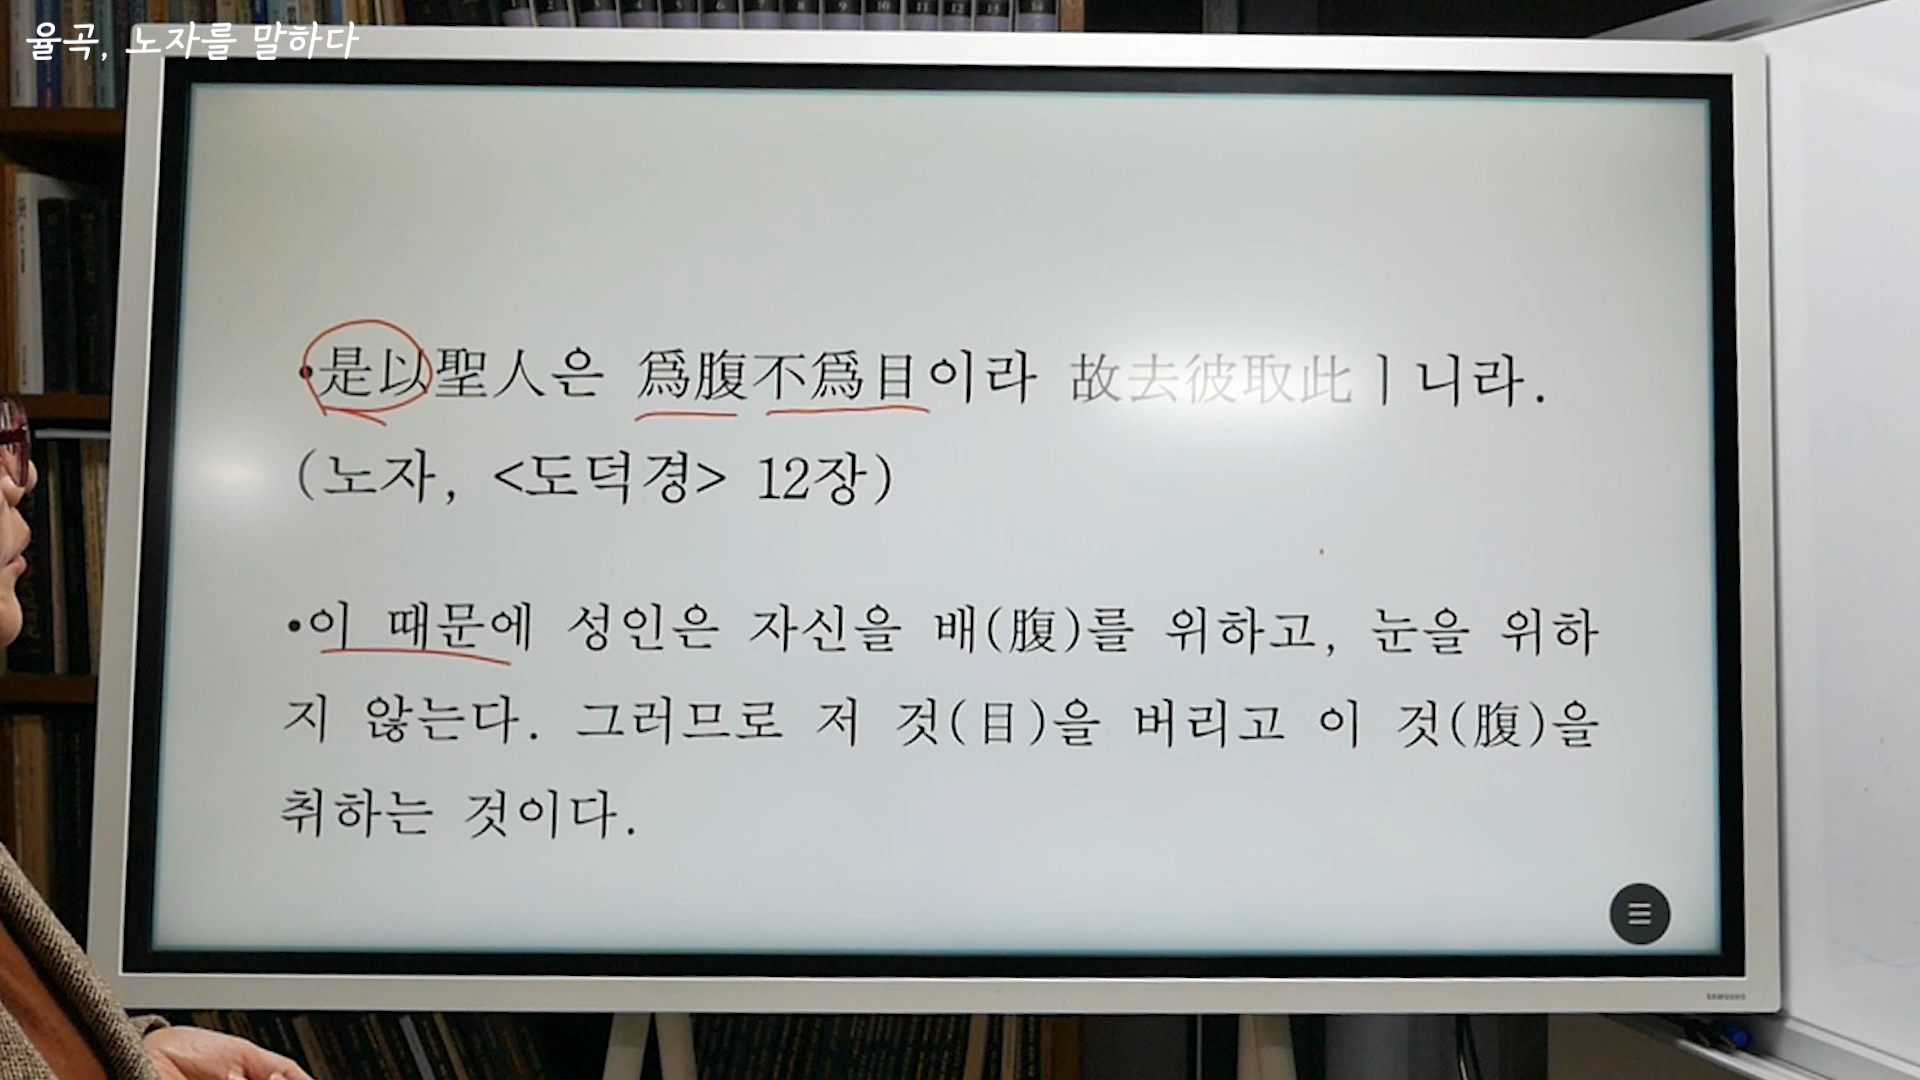 율곡, 노자를 말하다
•是以聖人은 爲腹不爲目이라 故去彼取此ㅣ니라.
(노자, <도덕경> 12장)
•이 때문에 성인은 자신을 배(腹)를 위하고, 눈을 위하
지 않는다. 그러므로 저 것(目)을 버리고 이 것(腹)을
취하는 것이다.
SAMSUNG